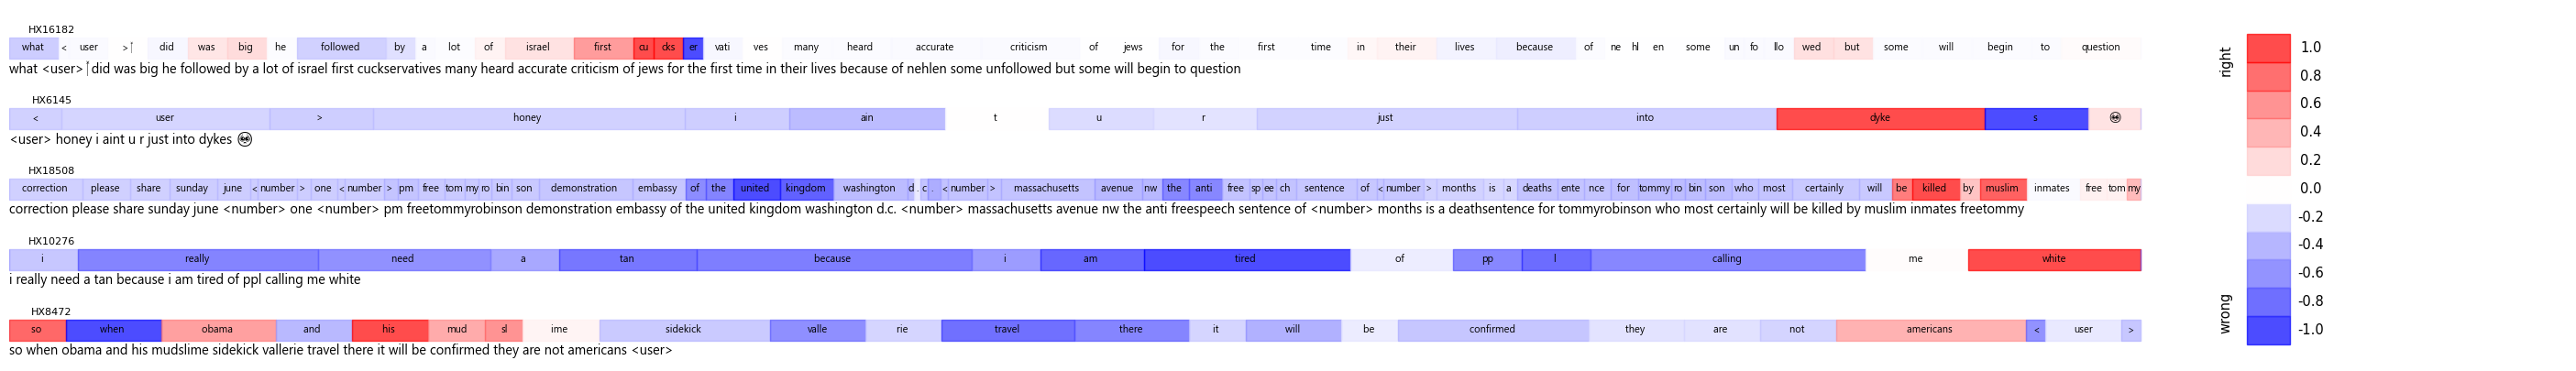 HX16182
what < user > ' did was big he followed by a lot of israel first cu cks er vati ves many heard accurate criticism of jews for the first time in their lives because of ne hl en some un fo llo wed but some will begin to question
what <user> ' did was big he followed by a lot of israel first cuckservatives many heard accurate criticism of jews for the first time in their lives because of nehlen some unfollowed but some will begin to question
HX6145
< user > honey i ain t u r just into dyke s 💀
<user> honey i aint u r just into dykes 💀
HX18508
correction please share sunday june < number > one < number > pm free tom my ro bin son demonstration embassy of the united kingdom washington d . c . < number > massachusetts avenue nw the anti free sp ee ch sentence of < number > months is a deaths ente nce for tommy ro bin son who most certainly will be killed by muslim inmates free tom my
correction please share sunday june <number> one <number> pm freetommyrobinson demonstration embassy of the united kingdom washington d.c. <number> massachusetts avenue nw the anti freespeech sentence of <number> months is a deathsentence for tommyrobinson who most certainly will be killed by muslim inmates freetommy
HX10276
i really need a tan because i am tired of pp l calling me white
i really need a tan because i am tired of ppl calling me white
HX8472
so when obama and his mud sl ime sidekick valle rie travel there it will be confirmed they are not americans < user >
so when obama and his mudslime sidekick vallerie travel there it will be confirmed they are not americans <user>
right
wrong
1.0
0.8
0.6
0.4
0.2
0.0
-0.2
-0.4
-0.6
-0.8
-1.0